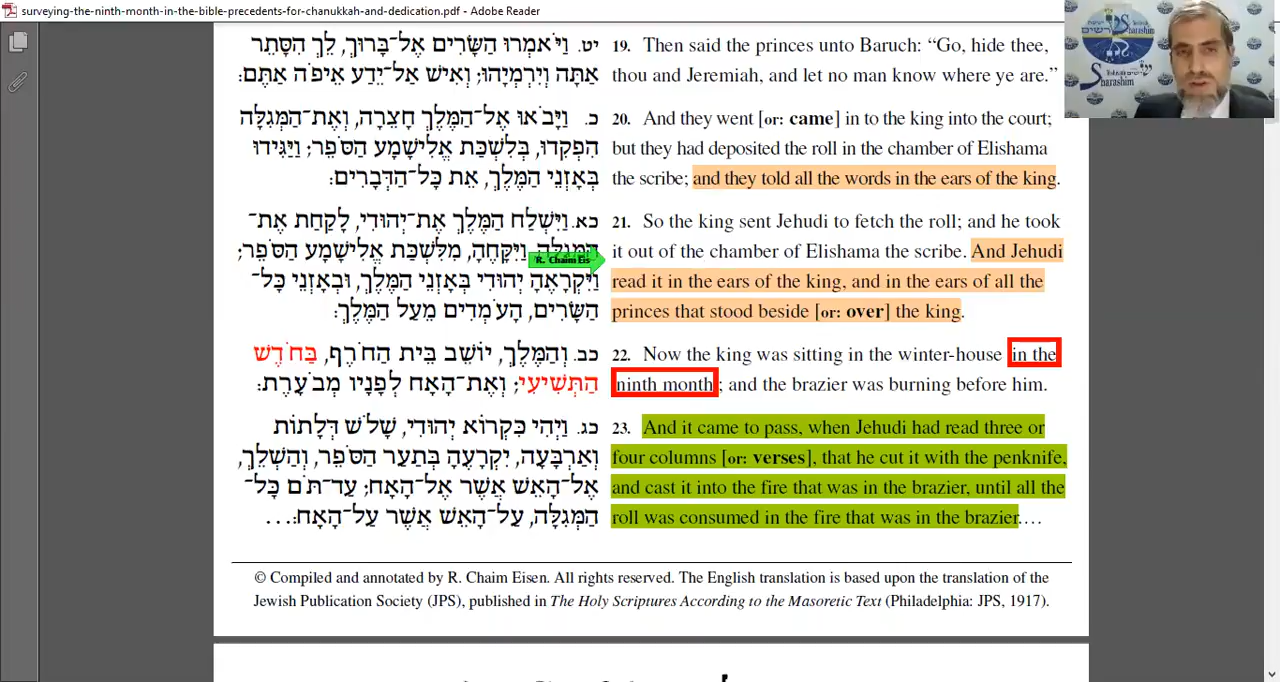 surveying-the-ninth-month-in-the-bible-precedents-for-chanukkah-and-dedication.pdf - Adobe Reader
יט. וַיֹּאמְרוּ הַשָּׂרִים אֶל־בָּרוּךְ, לֵךְ הִסָּתֵר
אַתָּה וְיִרְמְיָהוּ; וְאִישׁ אַל־יֵדַע אֵיפֹה אַתֶּם:
19. Then said the princes unto Baruch: “Go, hide thee,
thou and Jeremiah, and let no man know where ye are.”
כ. וַיָּבֹאוּ אֶל־הַמֶּלֶךְ חָצֵרָה, וְאֶת־הַמְּגִלָּה
הִפְקִדוּ, בְּלִשְׁכַּת אֱלִישָׁמָע הַסֹּפֵר; וַיַּגִּידוּ
בְּאָזְנֵי הַמֶּלֶךְ, אֵת כָּל־הַדְּבָרִים:
20. And they went [or: came] in to the king into the court;
but they had deposited the roll in the chamber of Elishama
the scribe; and they told all the words in the ears of the king.
כא. וַיִּשְׁלַח הַמֶּלֶךְ אֶת־יְהוּדִי, לָקַחַת אֶת־
הַמְּגִלָּה, וַיִּקָּחֶהָ, מִלִּשְׁכַּת אֱלִישָׁמָע הַסֹּפֵר;
וַיִּקְרָאֶהָ יְהוּדִי בְּאָזְנֵי הַמֶּלֶךְ, וּבְאָזְנֵי כָּל־
הַשָּׂרִים, הָעֹמְדִים מֵעַל הַמֶּלֶךְ:
R. Chaim Eis
21. So the king sent Jehudi to fetch the roll; and he took
it out of the chamber of Elishama the scribe. And Jehudi
read it in the ears of the king, and in the ears of all the
princes that stood beside [or: over] the king.
כב. וְהַמֶּלֶךְ, יוֹשֵׁב בֵּית הַחֹרֶף, בַּחֹדֶשׁ
הַתְּשִׁיעִי; וְאֶת־הָאָח לְפָנָיו מְבֹעָרֶת:
22. Now the king was sitting in the winter-house in the
ninth month; and the brazier was burning before him.
כג. וַיְהִי כִּקְרוֹא יְהוּדִי, שָׁלֹשׁ דְּלָתוֹת
וְאַרְבָּעָה, יִקְרָעֶהָ בְּתַעַר הַסֹּפֵר, וְהַשְׁלֵךְ,
אֶל־הָאֵשׁ אֲשֶׁר אֶל־הָאָח; עַד־תֹּם כָּל־
הַמְּגִלָּה, עַל־הָאֵשׁ אֲשֶׁר עַל־הָאָח:…
23. And it came to pass, when Jehudi had read three or
four columns [or: verses], that he cut it with the penknife,
and cast it into the fire that was in the brazier, until all the
roll was consumed in the fire that was in the brazier.…
© Compiled and annotated by R. Chaim Eisen. All rights reserved. The English translation is based upon the translation of the
Jewish Publication Society (JPS), published in The Holy Scriptures According to the Masoretic Text (Philadelphia: JPS, 1917).